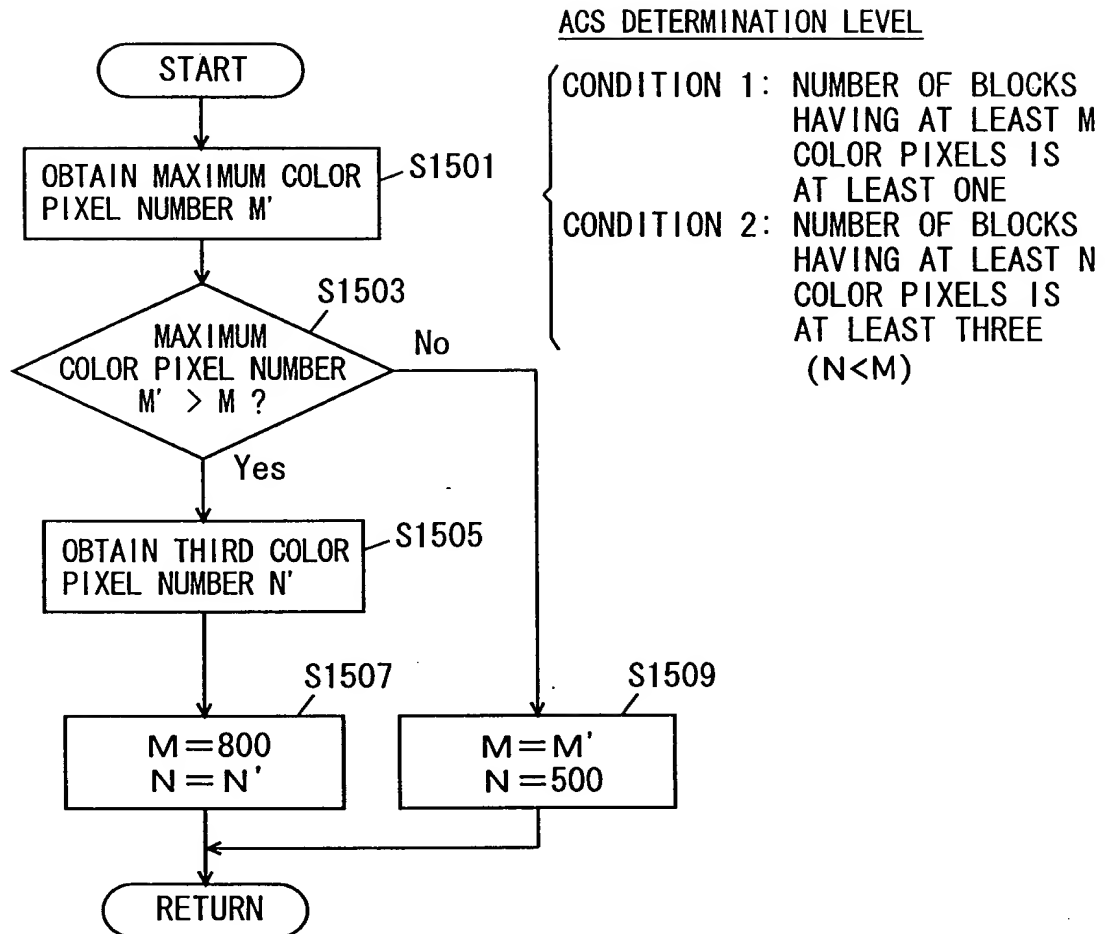 ACS DETERMINATION LEVEL
CONDITION 1: NUMBER OF BLOCKS
HAVING AT LEAST M
COLOR PIXELS IS
AT LEAST ONE
CONDITION 2: NUMBER OF BLOCKS
HAVING AT LEAST N
COLOR PIXELS IS
AT LEAST THREE
(N<M)
START
OBTAIN MAXIMUM COLOR
PIXEL NUMBER M'
S1501
S1503
MAXIMUM
COLOR PIXEL NUMBER
M' > M ?
No
Yes
OBTAIN THIRD COLOR
PIXEL NUMBER N'
S1505
S1507
M=800
N=N'
S1509
M=M'
N=500
RETURN